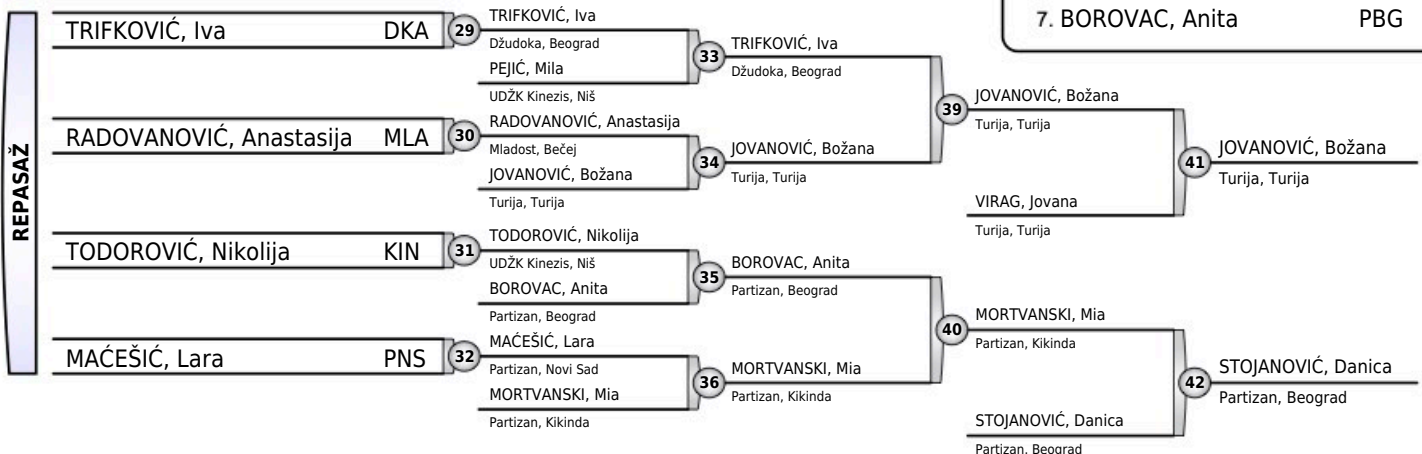 7. BOROVAC, Anita PBG
REPASAŽ
TRIFKOVIĆ, Iva DKA
29
TRIFKOVIĆ, Iva
Džudoka, Beograd
PEJIĆ, Mila
UDŽK Kinezis, Niš
33
TRIFKOVIĆ, Iva
Džudoka, Beograd
RADOVANOVIĆ, Anastasija MLA
30
RADOVANOVIĆ, Anastasija
Mladost, Bečej
JOVANOVIĆ, Božana
Turija, Turija
34
JOVANOVIĆ, Božana
Turija, Turija
39
JOVANOVIĆ, Božana
Turija, Turija
VIRAG, Jovana
Turija, Turija
41
JOVANOVIĆ, Božana
Turija, Turija
TODOROVIĆ, Nikolija KIN
31
TODOROVIĆ, Nikolija
UDŽK Kinezis, Niš
BOROVAC, Anita
Partizan, Beograd
35
BOROVAC, Anita
Partizan, Beograd
MAĆEŠIĆ, Lara PNS
32
MAĆEŠIĆ, Lara
Partizan, Novi Sad
MORTVANSKI, Mia
Partizan, Kikinda
36
MORTVANSKI, Mia
Partizan, Kikinda
40
MORTVANSKI, Mia
Partizan, Kikinda
STOJANOVIĆ, Danica
Partizan, Beograd
42
STOJANOVIĆ, Danica
Partizan, Beograd